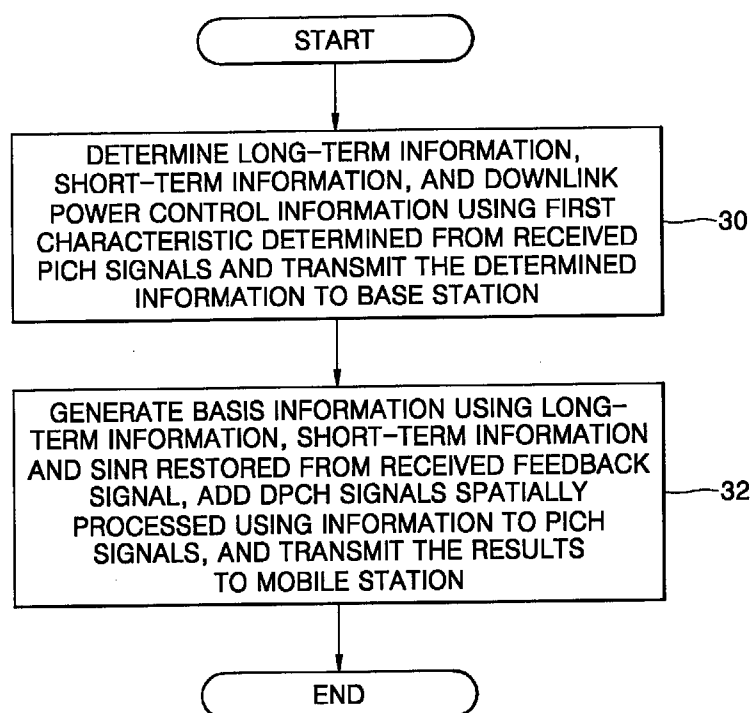 START
DETERMINE LONG-TERM INFORMATION,
SHORT-TERM INFORMATION, AND DOWNLINK
POWER CONTROL INFORMATION USING FIRST
CHARACTERISTIC DETERMINED FROM RECEIVED
PICH SIGNALS AND TRANSMIT THE DETERMINED
INFORMATION TO BASE STATION
30
GENERATE BASIS INFORMATION USING LONG-
TERM INFORMATION, SHORT-TERM INFORMATION
AND SINR RESTORED FROM RECEIVED FEEDBACK
SIGNAL, ADD DPCH SIGNALS SPATIALLY
PROCESSED USING INFORMATION TO PICH
SIGNALS, AND TRANSMIT THE RESULTS
TO MOBILE STATION
32
END